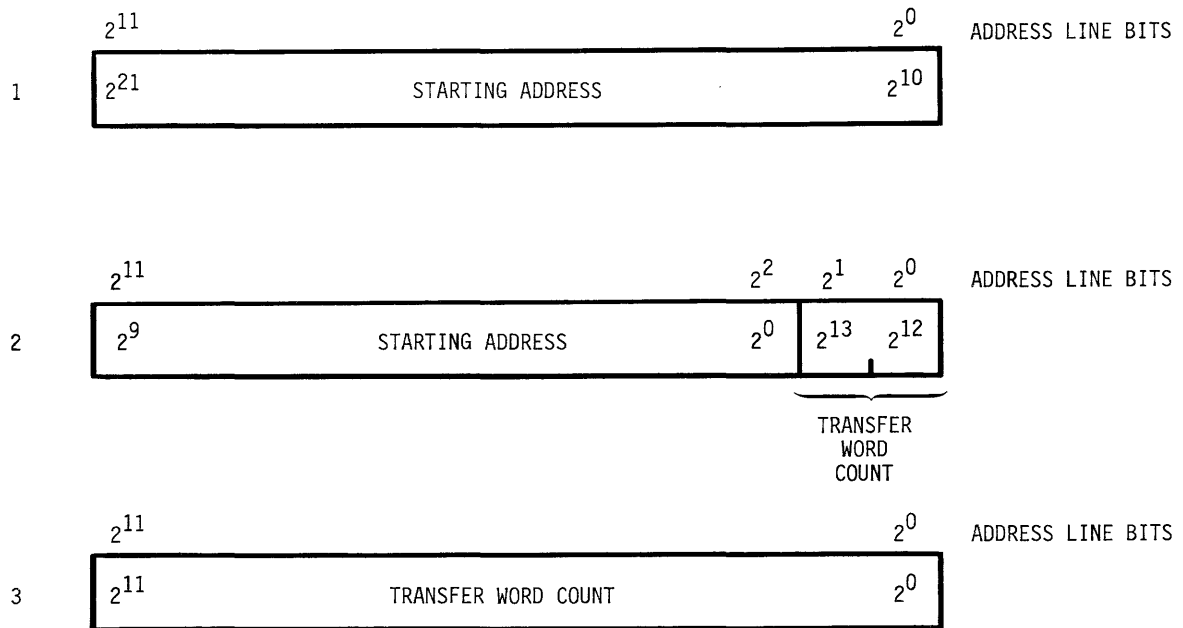 2^11 2^0 ADDRESS LINE BITS
1 2^21 STARTING ADDRESS 2^10
2^11 2^2 2^1 2^0 ADDRESS LINE BITS
2 2^9 STARTING ADDRESS 2^0 2^13 2^12
TRANSFER
WORD
COUNT
2^11 2^0 ADDRESS LINE BITS
3 2^11 TRANSFER WORD COUNT 2^0